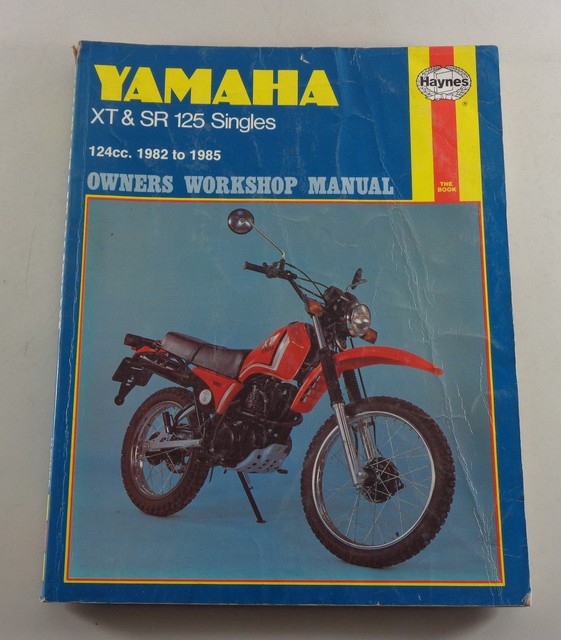 YAMAHA
XT & SR 125 Singles
124cc. 1982 to 1985
OWNERS WORKSHOP MANUAL
Haynes
®
THE
BOOK